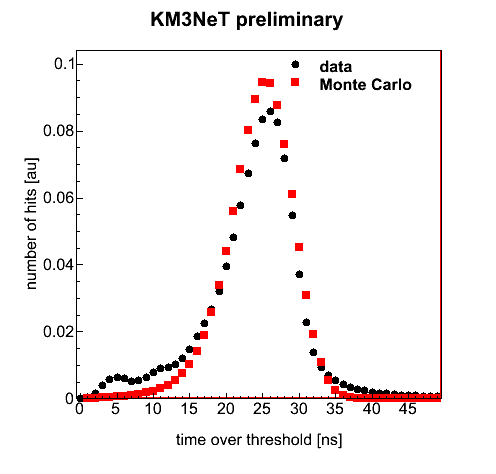 KM3NeT preliminary
data
Monte Carlo
number of hits [au]
0.1
0.08
0.06
0.04
0.02
0
0 5 10 15 20 25 30 35 40 45
time over threshold [ns]